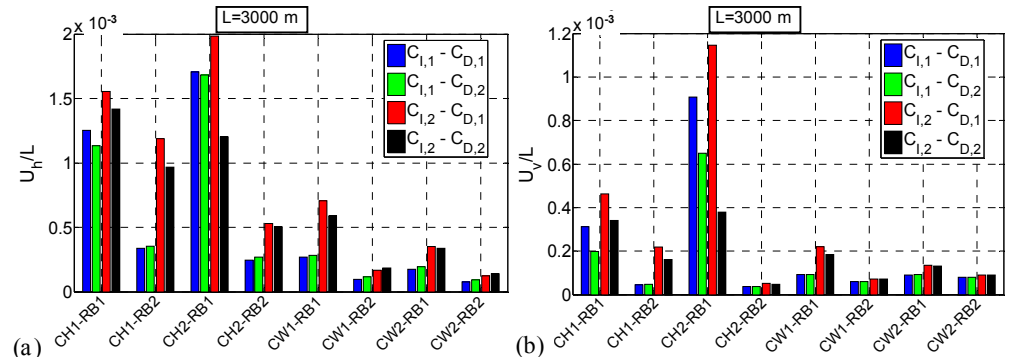 L=3000 m
x 10⁻³
2
1.5
1
0.5
0
U_h/L
C_I,1 - C_D,1
C_I,1 - C_D,2
C_I,2 - C_D,1
C_I,2 - C_D,2
CH1-RB1
CH1-RB2
CH2-RB1
CH2-RB2
CW1-RB1
CW1-RB2
CW2-RB1
CW2-RB2
(a)
L=3000 m
x 10⁻³
1.2
1
0.8
0.6
0.4
0.2
0
U_v/L
C_I,1 - C_D,1
C_I,1 - C_D,2
C_I,2 - C_D,1
C_I,2 - C_D,2
CH1-RB1
CH1-RB2
CH2-RB1
CH2-RB2
CW1-RB1
CW1-RB2
CW2-RB1
CW2-RB2
(b)